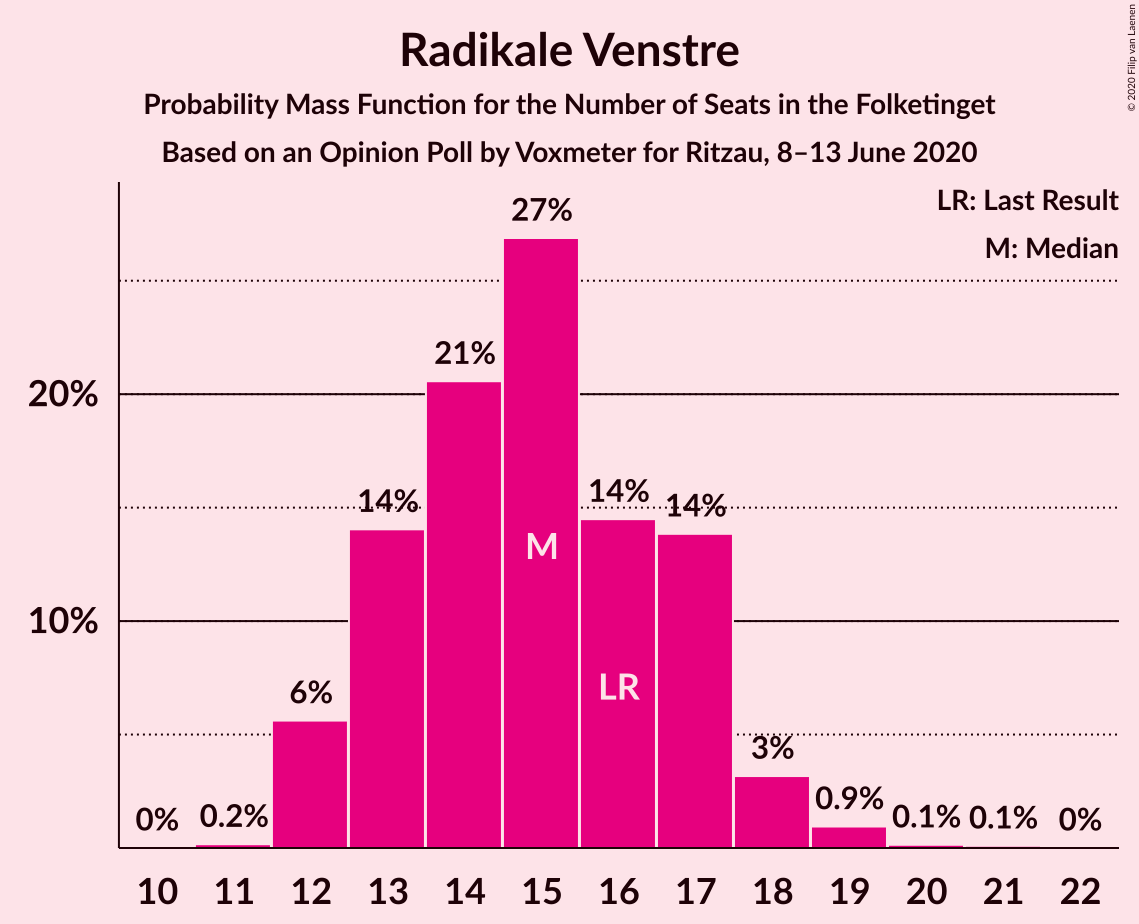 Radikale Venstre
Probability Mass Function for the Number of Seats in the Folketinget
Based on an Opinion Poll by Voxmeter for Ritzau, 8–13 June 2020
© 2020 Filip van Laenen
LR: Last Result
M: Median
27%
21%
20%
14%
14%
14%
M
10%
6%
LR
3%
0%
0.2%
0.9%
0.1%
0.1%
0%
10 11 12 13 14 15 16 17 18 19 20 21 22